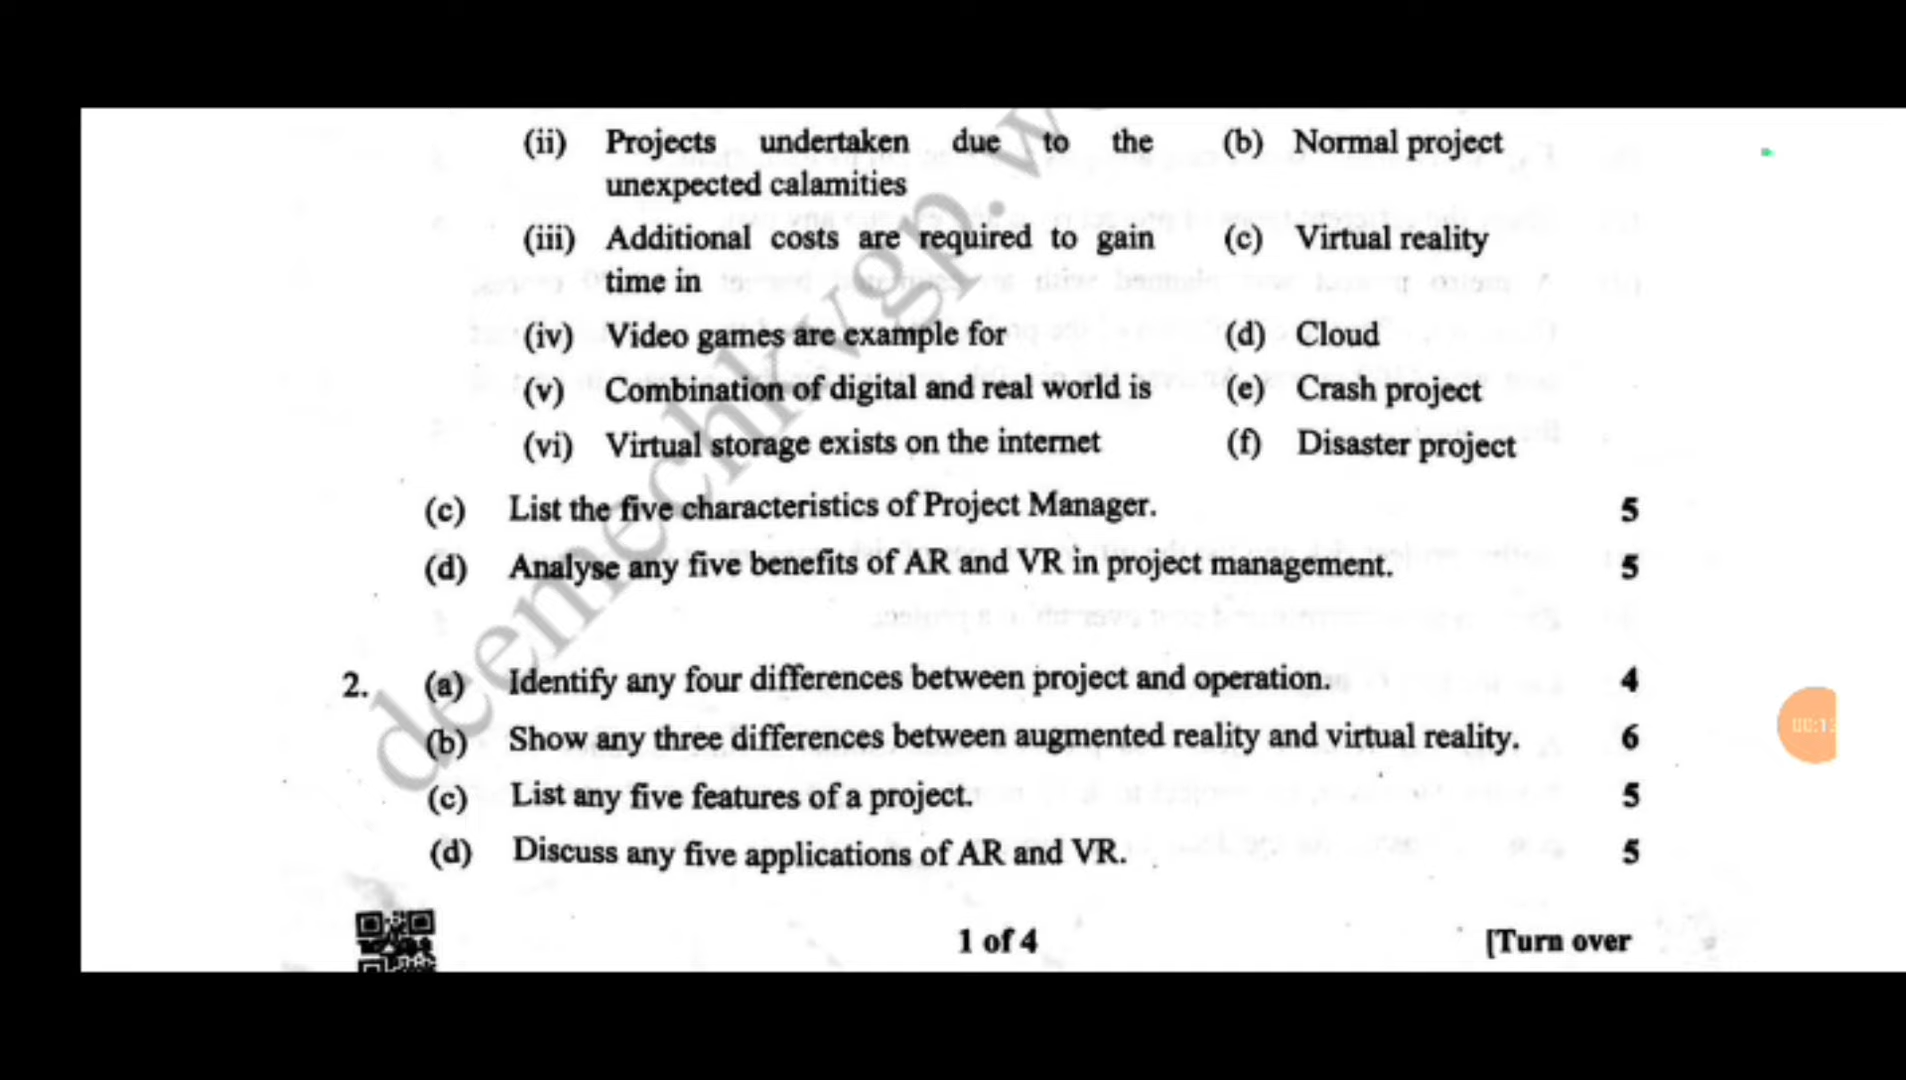 (ii) Projects undertaken due to the (b) Normal project
unexpected calamities
(iii) Additional costs are required to gain (c) Virtual reality
time in
(iv) Video games are example for (d) Cloud
(v) Combination of digital and real world is (e) Crash project
(vi) Virtual storage exists on the internet (f) Disaster project
(c) List the five characteristics of Project Manager. 5
(d) Analyse any five benefits of AR and VR in project management. 5
2. (a) Identify any four differences between project and operation. 4
(b) Show any three differences between augmented reality and virtual reality. 6
(c) List any five features of a project. 5
(d) Discuss any five applications of AR and VR. 5
1 of 4 [Turn over
deemechkvgp.w